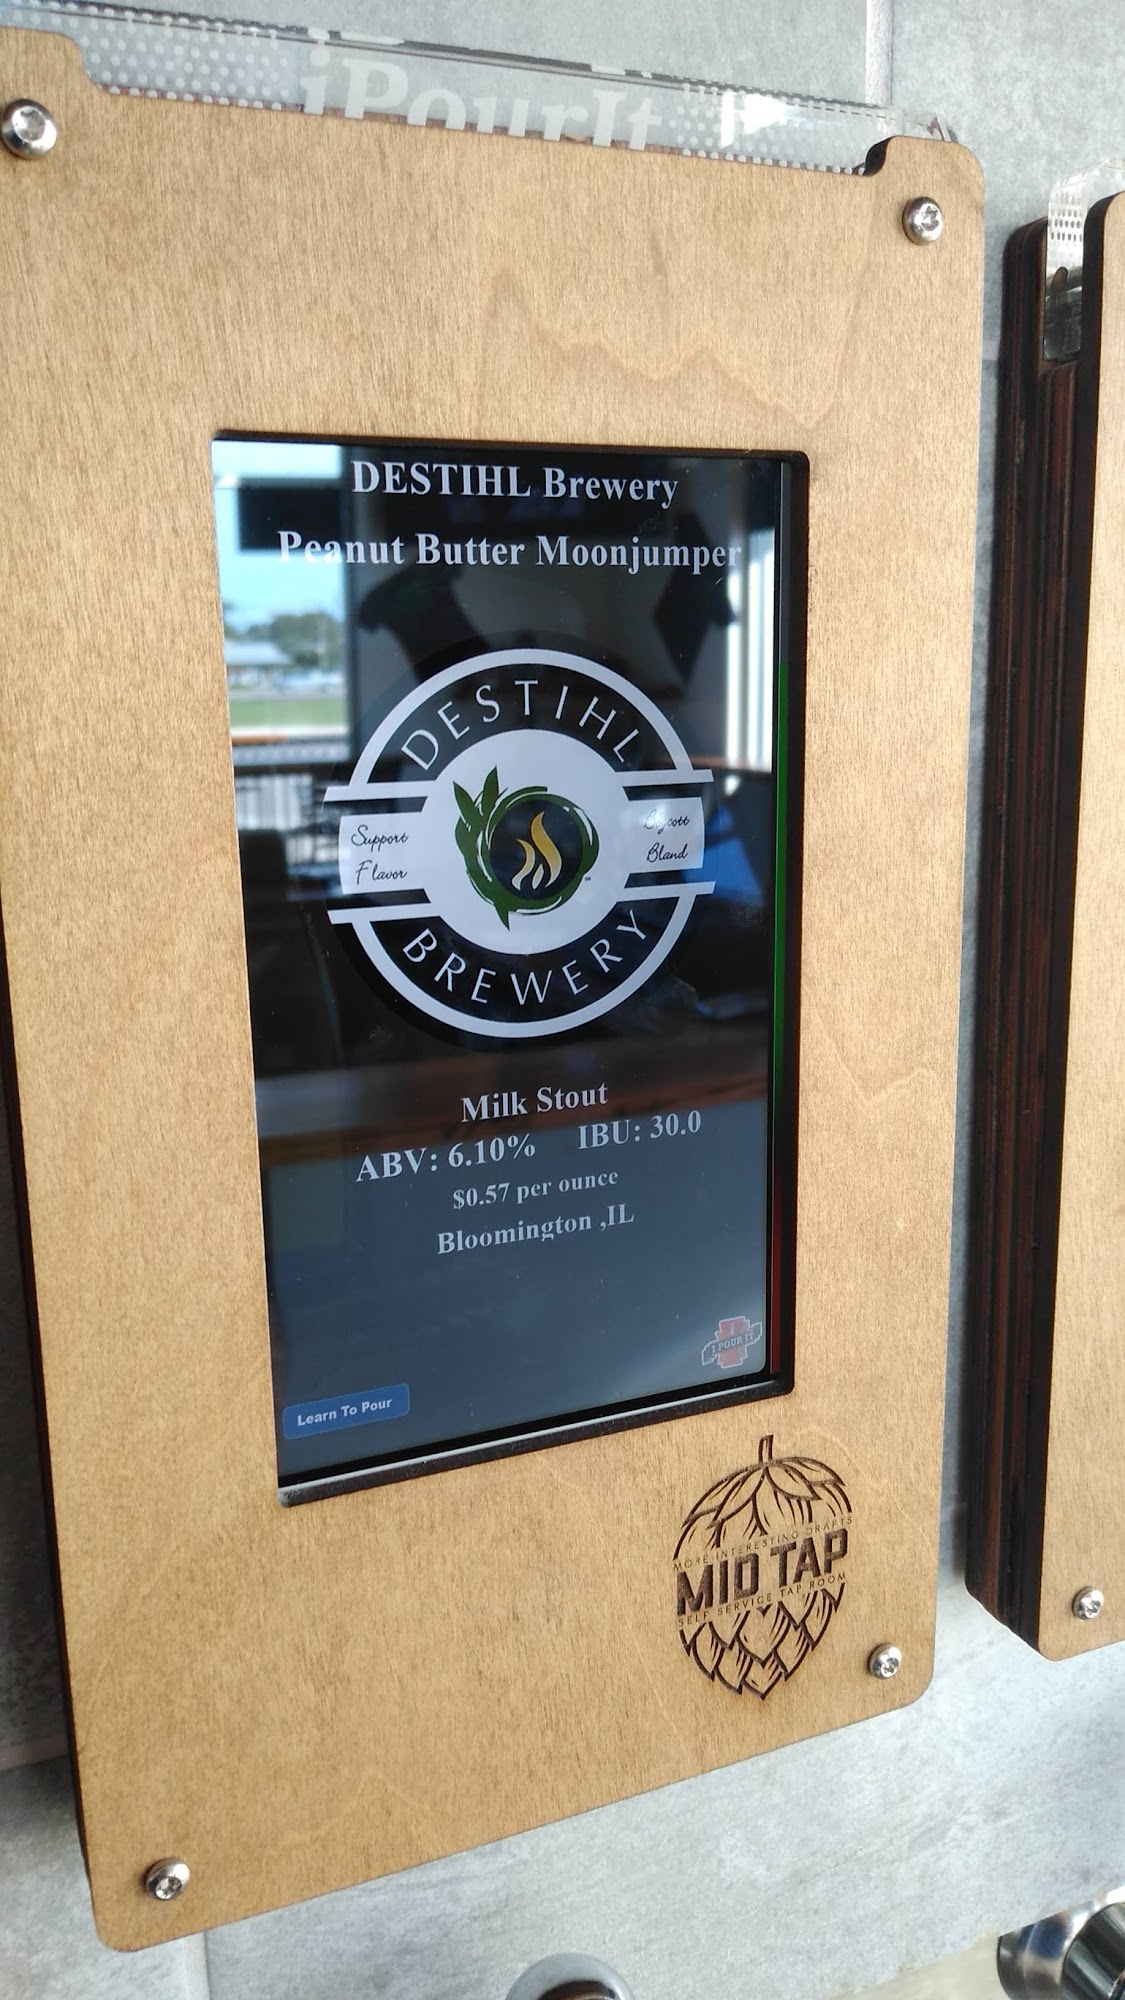 iPourIt
DESTIHL Brewery
Peanut Butter Moonjumper
DESTIHL
Support
Flavor
Boycott
Bland
BREWERY
Milk Stout
ABV: 6.10% IBU: 30.0
$0.57 per ounce
Bloomington ,IL
I POUR IT
Learn To Pour
MORE INTERESTING DRAFTS
MID TAP
SELF SERVICE TAP ROOM